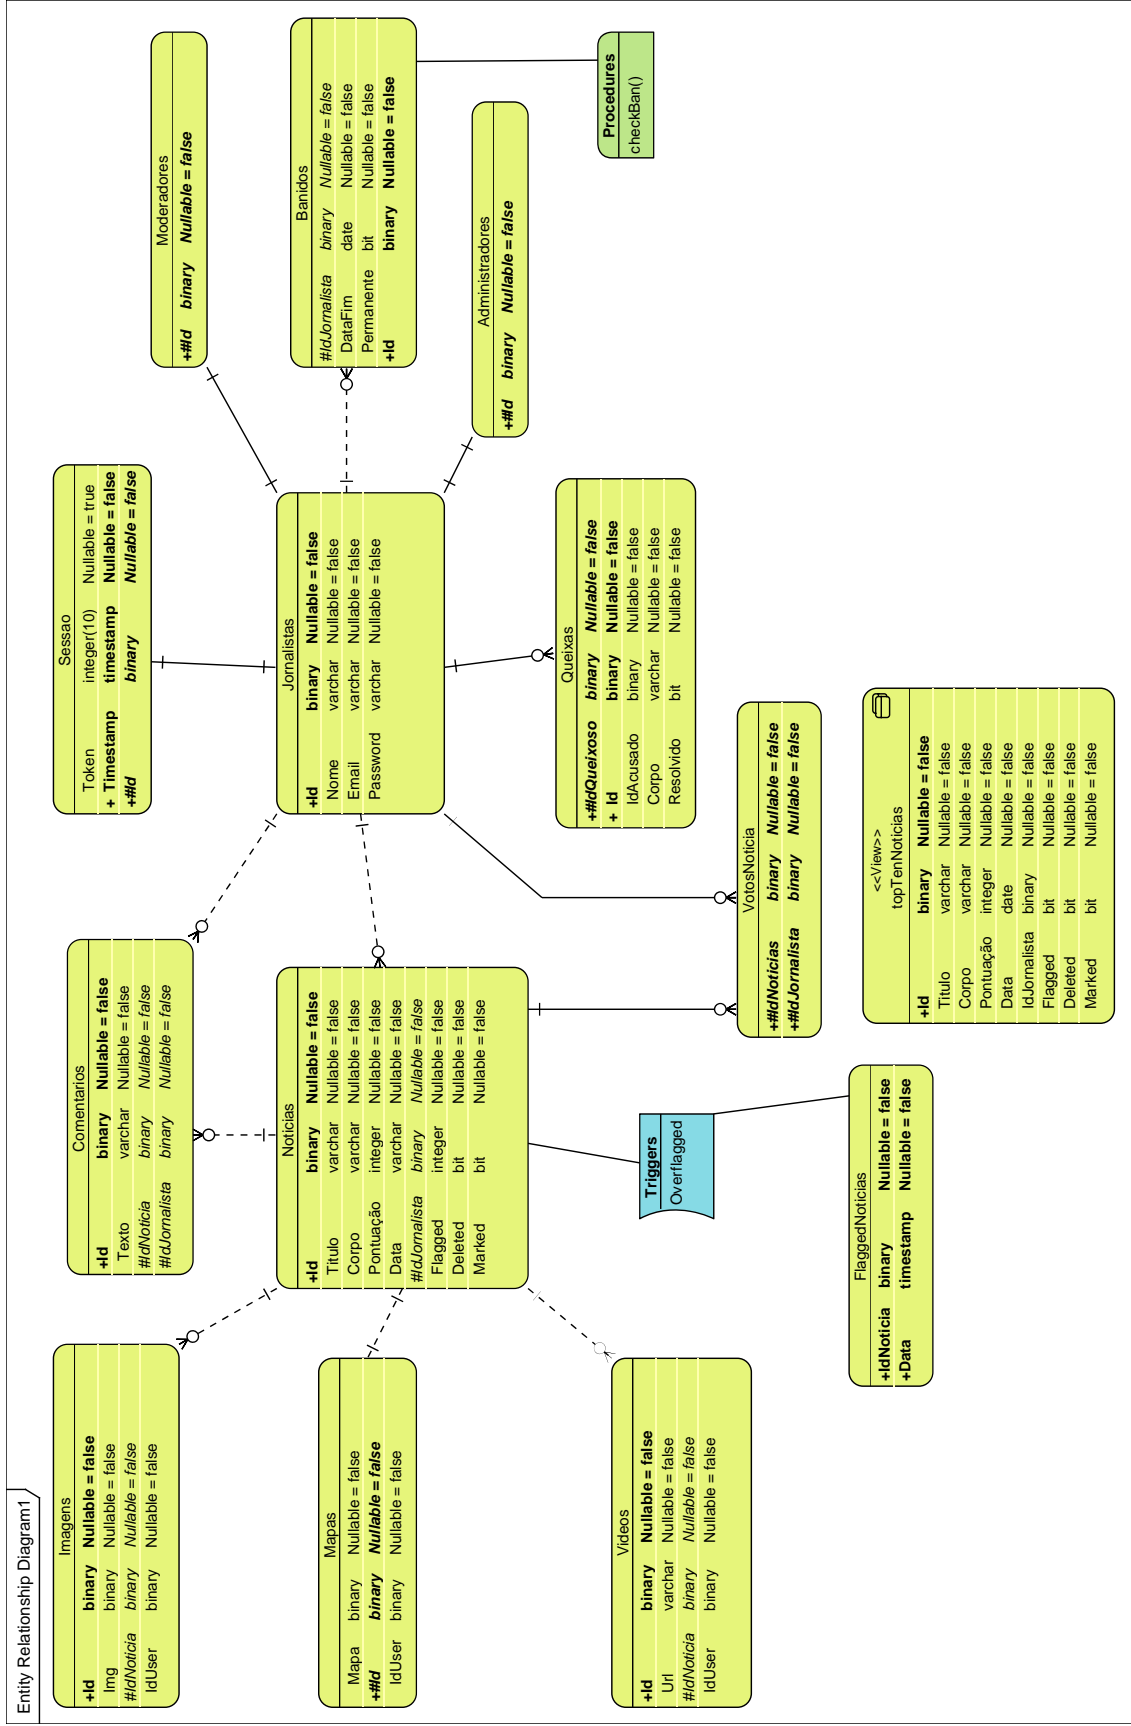 Entity Relationship Diagram1
Imagens
+Id binary Nullable = false
Img binary Nullable = false
#IdNoticia binary Nullable = false
IdUser binary Nullable = false
Comentarios
+Id binary Nullable = false
Texto varchar Nullable = false
#IdNoticia binary Nullable = false
#IdJornalista binary Nullable = false
Sessao
Token integer(10) Nullable = true
+ Timestamp timestamp Nullable = false
+#Id binary Nullable = false
Moderadores
+#Id binary Nullable = false
Mapas
Mapa binary Nullable = false
+#Id binary Nullable = false
IdUser binary Nullable = false
Noticias
+Id binary Nullable = false
Titulo varchar Nullable = false
Corpo varchar Nullable = false
Pontuação integer Nullable = false
Data varchar Nullable = false
#IdJornalista binary Nullable = false
Flagged integer Nullable = false
Deleted bit Nullable = false
Marked bit Nullable = false
Jornalistas
+Id binary Nullable = false
Nome varchar Nullable = false
Email varchar Nullable = false
Password varchar Nullable = false
Banidos
#IdJornalista binary Nullable = false
DataFim date Nullable = false
Permanente bit Nullable = false
+Id binary Nullable = false
Administradores
+#Id binary Nullable = false
Procedures
checkBan()
Videos
+Id binary Nullable = false
Url varchar Nullable = false
#IdNoticia binary Nullable = false
IdUser binary Nullable = false
Triggers
Overflagged
Queixas
+#IdQueixoso binary Nullable = false
+ Id binary Nullable = false
IdAcusado binary Nullable = false
Corpo varchar Nullable = false
Resolvido bit Nullable = false
VotosNoticia
+#IdNoticias binary Nullable = false
+#IdJornalista binary Nullable = false
FlaggedNoticias
+IdNoticia binary Nullable = false
+Data timestamp Nullable = false
<<View>>
topTenNoticias
+Id binary Nullable = false
Titulo varchar Nullable = false
Corpo varchar Nullable = false
Pontuação integer Nullable = false
Data date Nullable = false
IdJornalista binary Nullable = false
Flagged bit Nullable = false
Deleted bit Nullable = false
Marked bit Nullable = false